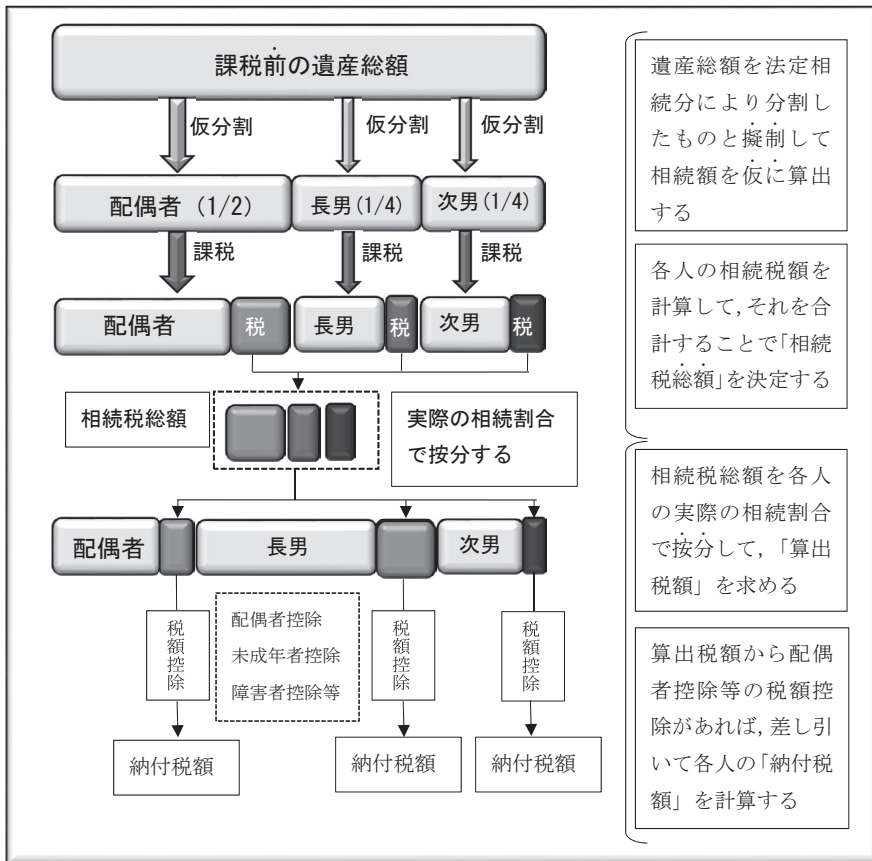 課税前の遺産総額
仮分割
仮分割
仮分割
配偶者 (1/2)
長男(1/4)
次男(1/4)
課税
課税
課税
配偶者
税
長男
税
次男
税
相続税総額
実際の相続割合
で按分する
配偶者
長男
次男
税額控除
配偶者控除
未成年者控除
障害者控除等
税額控除
税額控除
納付税額
納付税額
納付税額
遺産総額を法定相
続分により分割し
たものと擬制して
相続額を仮に算出
する
各人の相続税額を
計算して,それを合
計することで「相続
税総額」を決定する
相続税総額を各人
の実際の相続割合
で按分して,「算出
税額」を求める
算出税額から配偶
者控除等の税額控
除があれば,差し引
いて各人の「納付税
額」を計算する